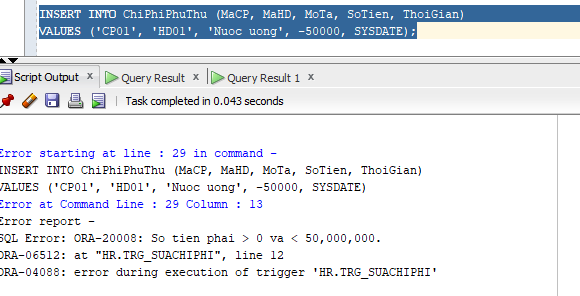 INSERT INTO ChiPhiPhuThu (MaCP, MaHD, MoTa, SoTien, ThoiGian)
VALUES ('CP01', 'HD01', 'Nuoc uong', -50000, SYSDATE);
Script Output x Query Result x Query Result 1 x
Task completed in 0.043 seconds
Error starting at line : 29 in command -
INSERT INTO ChiPhiPhuThu (MaCP, MaHD, MoTa, SoTien, ThoiGian)
VALUES ('CP01', 'HD01', 'Nuoc uong', -50000, SYSDATE)
Error at Command Line : 29 Column : 13
Error report -
SQL Error: ORA-20008: So tien phai > 0 va < 50,000,000.
ORA-06512: at "HR.TRG_SUACHIPHI", line 12
ORA-04088: error during execution of trigger 'HR.TRG_SUACHIPHI'